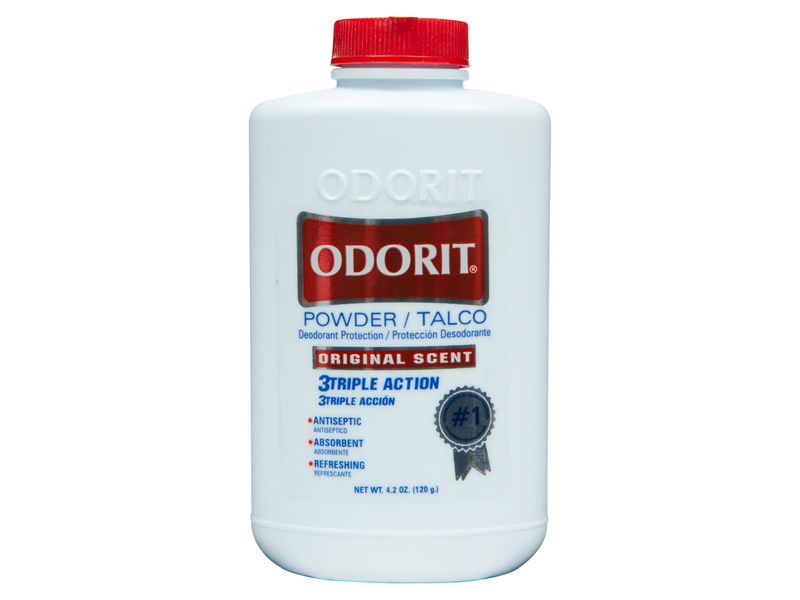 ODORIT
ODORIT®
POWDER / TALCO
Deodorant Protection / Protección Desodorante
ORIGINAL SCENT
3TRIPLE ACTION
3TRIPLE ACCIÓN
•ANTISEPTIC
ANTISEPTICO
•ABSORBENT
ABSORBENTE
•REFRESHING
REFRESCANTE
#1
NET WT. 4.2 OZ. (120 g.)